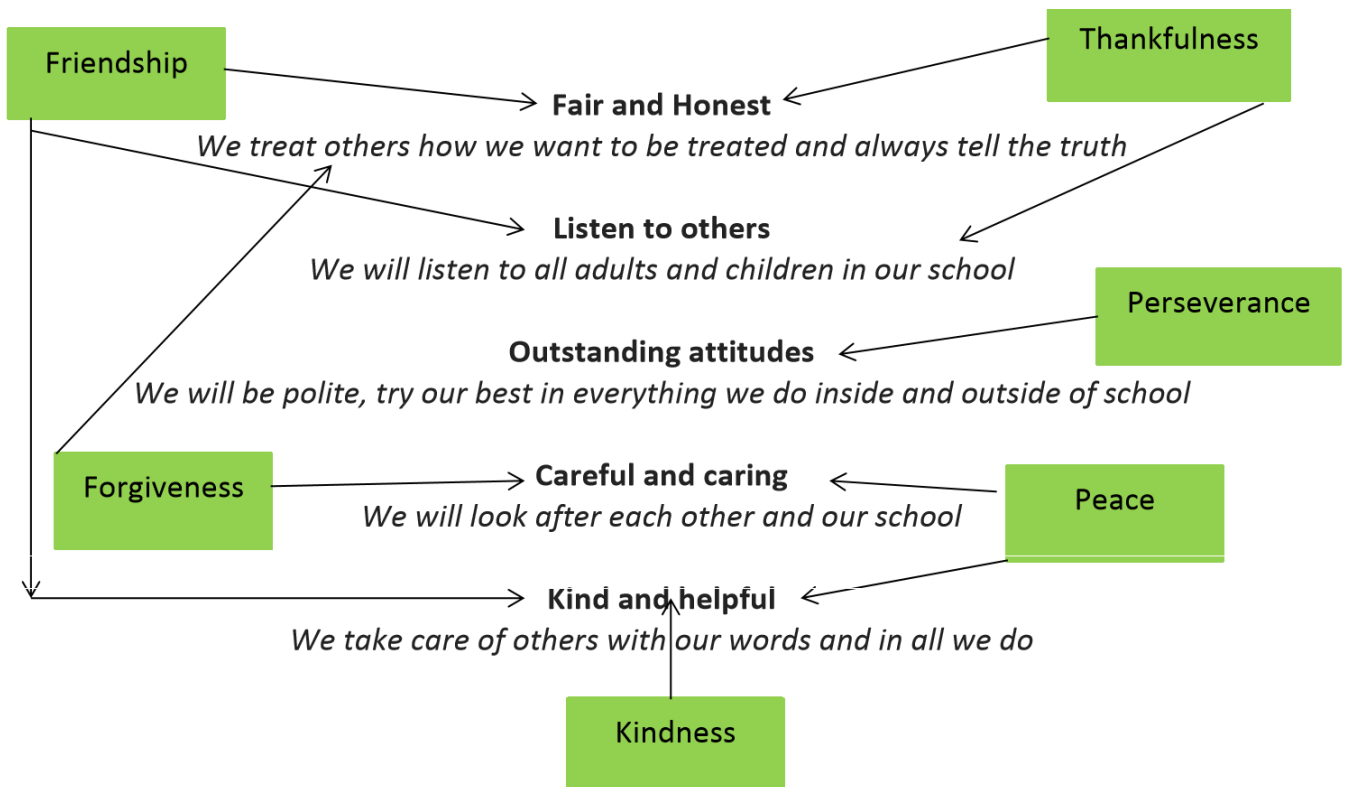 Friendship
Thankfulness
Fair and Honest
We treat others how we want to be treated and always tell the truth
Listen to others
We will listen to all adults and children in our school
Perseverance
Outstanding attitudes
We will be polite, try our best in everything we do inside and outside of school
Forgiveness
Careful and caring
Peace
We will look after each other and our school
Kind and helpful
We take care of others with our words and in all we do
Kindness